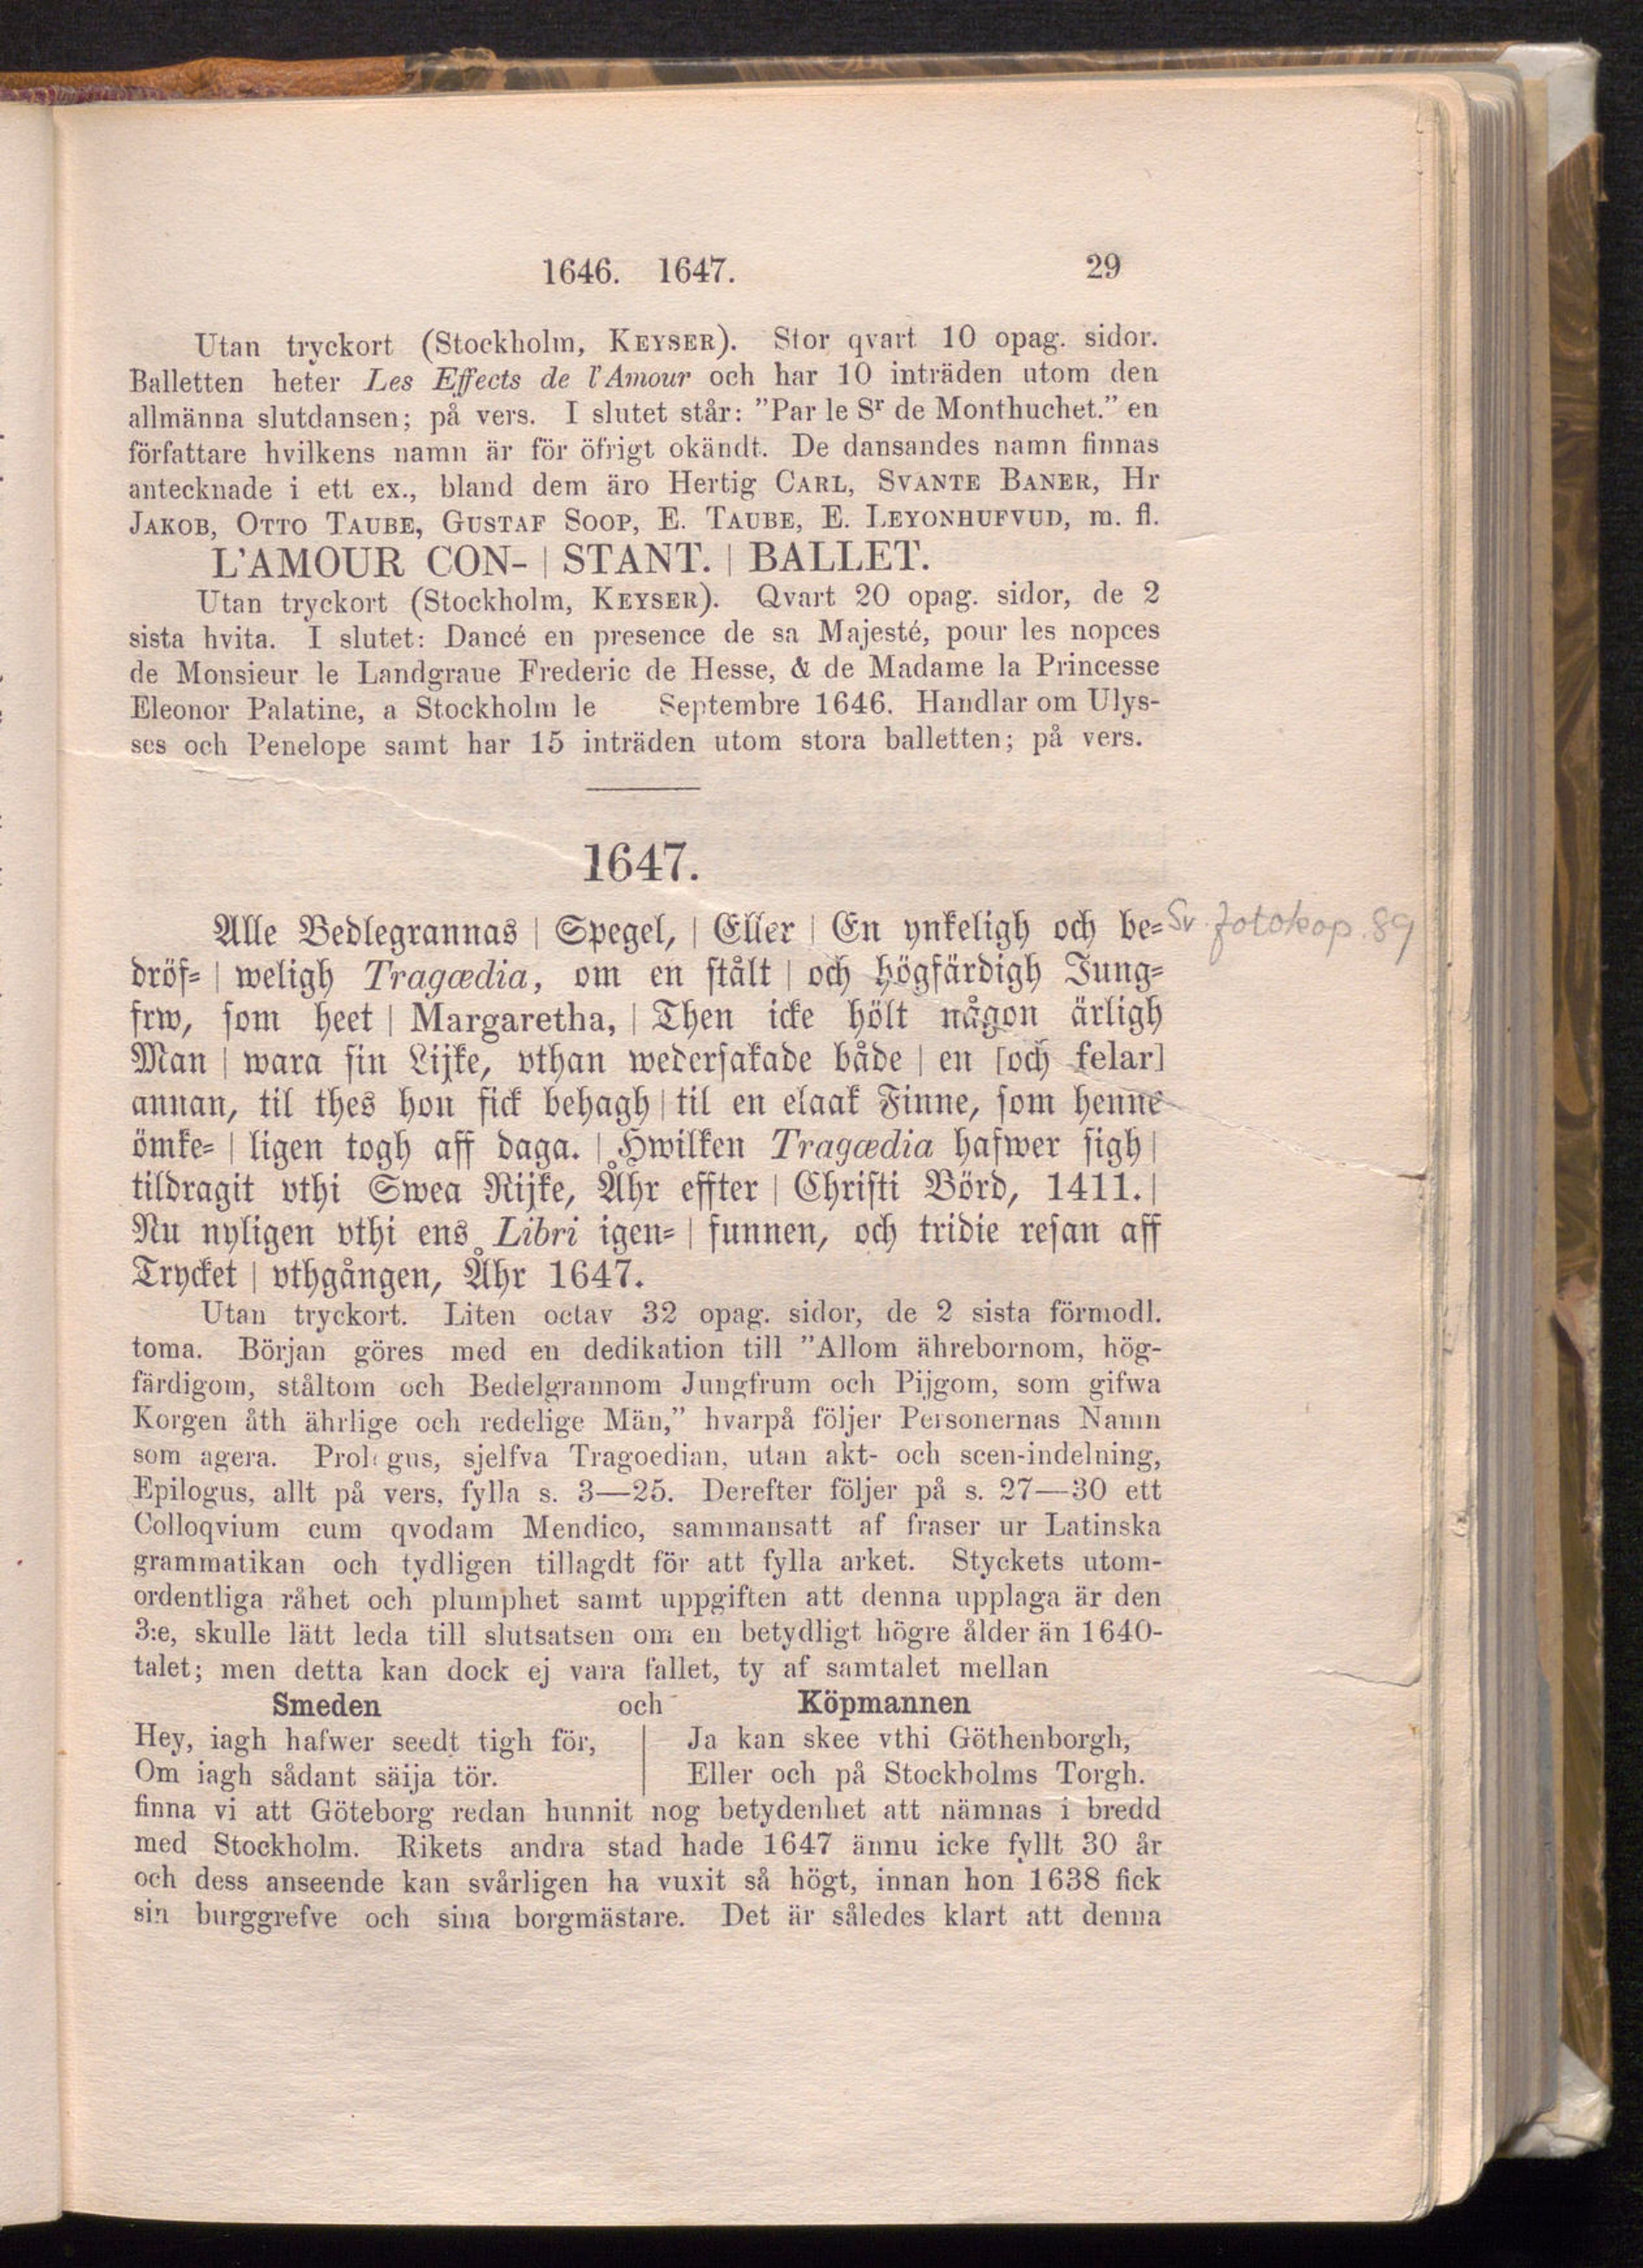 1646. 1647. 29
Utan tryckort (Stockholm, KEYSER). Stor qvart 10 opag. sidor.
Balletten heter Les Effects de l'Amour och har 10 inträden utom den
allmänna slutdansen; på vers. I slutet står: ”Par le Sr de Monthuchet.” en
författare hvilkens namn är för öfrigt okändt. De dansandes namn finnas
antecknade i ett ex., bland dem äro Hertig CARL, SVANTE BANER, Hr
JAKOB, OTTO TAUBE, GUSTAF SOOP, E. TAUBE, E. LEYONHUFVUD, m. fl.
L'AMOUR CON- | STANT. | BALLET.
Utan tryckort (Stockholm, KEYSER). Qvart 20 opag. sidor, de 2
sista hvita. I slutet: Dancé en presence de sa Majesté, pour les nopces
de Monsieur le Landgraue Frederic de Hesse, & de Madame la Princesse
Eleonor Palatine, a Stockholm le Septembre 1646. Handlar om Ulys-
ses och Penelope samt har 15 inträden utom stora balletten; på vers.
1647.
Alle Bedlegrannas | Spegel, | Eller | En ynkeligh och be- Sv. fotokop. 89
dröf- | weligh Tragædia, om en stålt | och högfärdigh Jung-
frw, som heet | Margaretha, | Then icke hölt någon ärligh
Man | wara sin Lijke, vthan wedersakade både | en [och felar]
annan, til thes hon fick behagh | til en elaak Finne, som henne
ömke- | ligen togh aff daga. | Hwilken Tragædia hafwer sigh |
tildragit vthi Swea Rijke, Åhr effter | Christi Börd, 1411. |
Nu nyligen vthi ens Libri igen- | funnen, och tridie resan aff
Trycket | vthgången, Åhr 1647.
Utan tryckort. Liten octav 32 opag. sidor, de 2 sista förmodl.
toma. Början göres med en dedikation till ”Allom ährebornom, hög-
färdigom, ståltom och Bedelgrannom Jungfrum och Pijgom, som gifwa
Korgen åth ährlige och redelige Män,” hvarpå följer Personernas Namn
som agera. Prologus, sjelfva Tragoedian, utan akt- och scen-indelning,
Epilogus, allt på vers, fylla s. 3—25. Derefter följer på s. 27—30 ett
Colloqvium cum qvodam Mendico, sammansatt af fraser ur Latinska
grammatikan och tydligen tillagdt för att fylla arket. Styckets utom-
ordentliga råhet och plumphet samt uppgiften att denna upplaga är den
3:e, skulle lätt leda till slutsatsen om en betydligt högre ålder än 1640-
talet; men detta kan dock ej vara fallet, ty af samtalet mellan
Smeden och Köpmannen
Hey, iagh hafwer seedt tigh för, | Ja kan skee vthi Göthenborgh,
Om iagh sådant säija tör. | Eller och på Stockholms Torgh.
finna vi att Göteborg redan hunnit nog betydenhet att nämnas i bredd
med Stockholm. Rikets andra stad hade 1647 ännu icke fyllt 30 år
och dess anseende kan svårligen ha vuxit så högt, innan hon 1638 fick
sin burggrefve och sina borgmästare. Det är således klart att denna